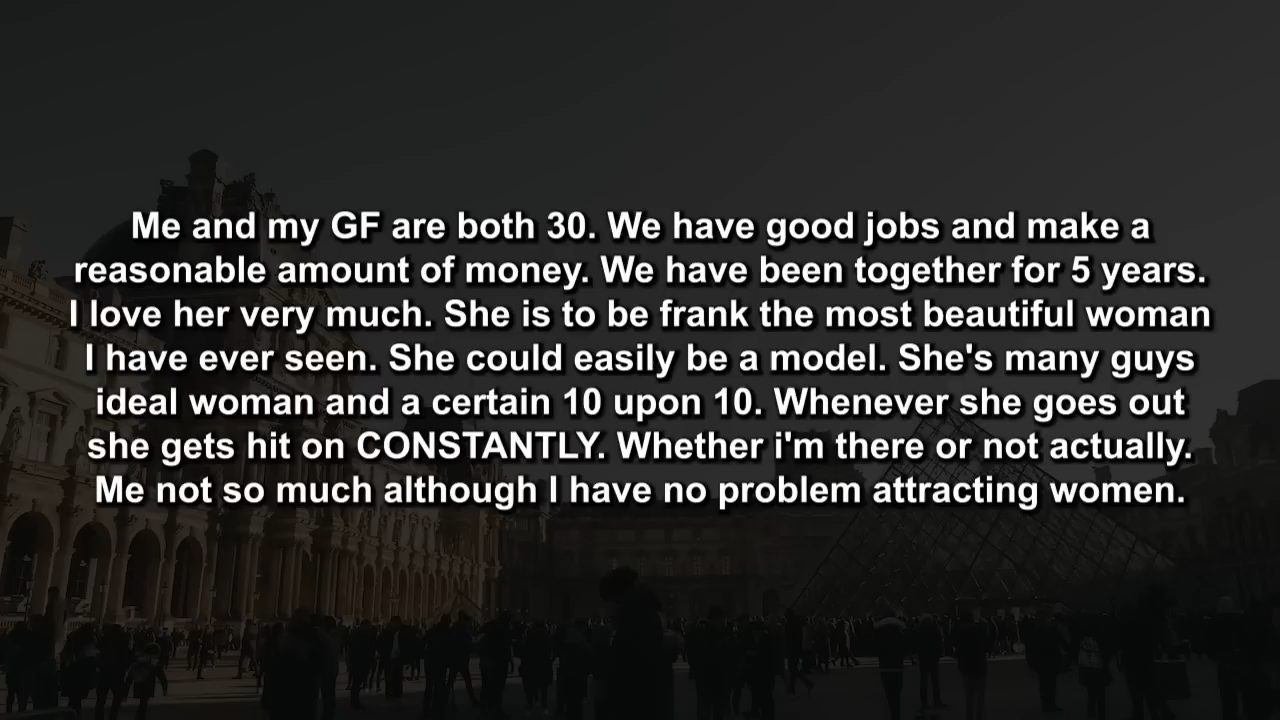 Me and my GF are both 30. We have good jobs and make a
reasonable amount of money. We have been together for 5 years.
I love her very much. She is to be frank the most beautiful woman
I have ever seen. She could easily be a model. She's many guys
ideal woman and a certain 10 upon 10. Whenever she goes out
she gets hit on CONSTANTLY. Whether i'm there or not actually.
Me not so much although I have no problem attracting women.